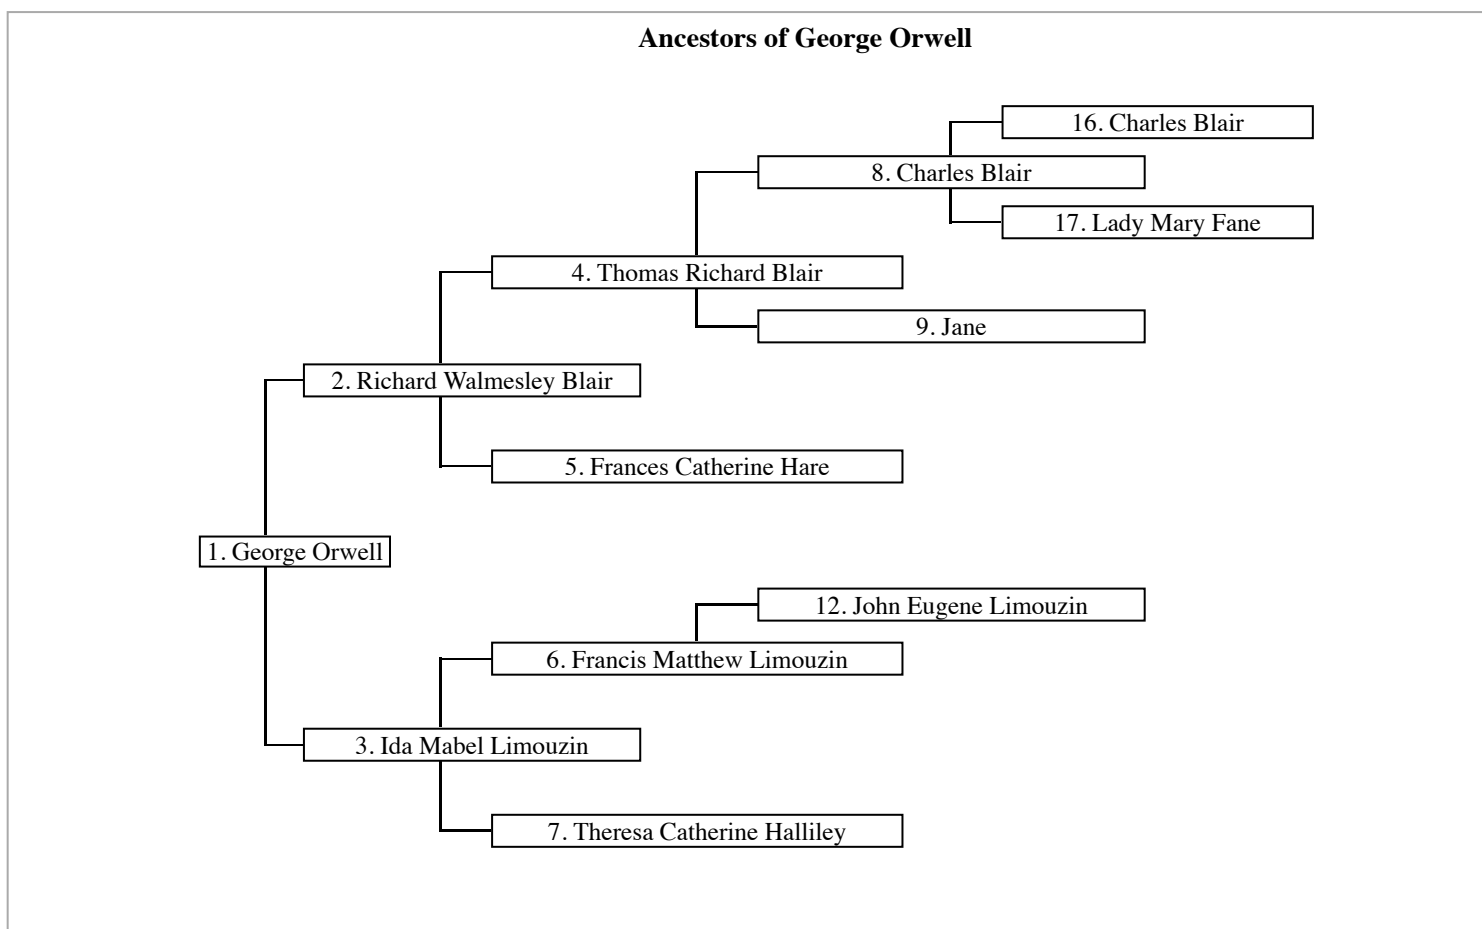 Ancestors of George Orwell
16. Charles Blair
8. Charles Blair
17. Lady Mary Fane
4. Thomas Richard Blair
9. Jane
2. Richard Walmesley Blair
5. Frances Catherine Hare
1. George Orwell
12. John Eugene Limouzin
6. Francis Matthew Limouzin
3. Ida Mabel Limouzin
7. Theresa Catherine Halliley